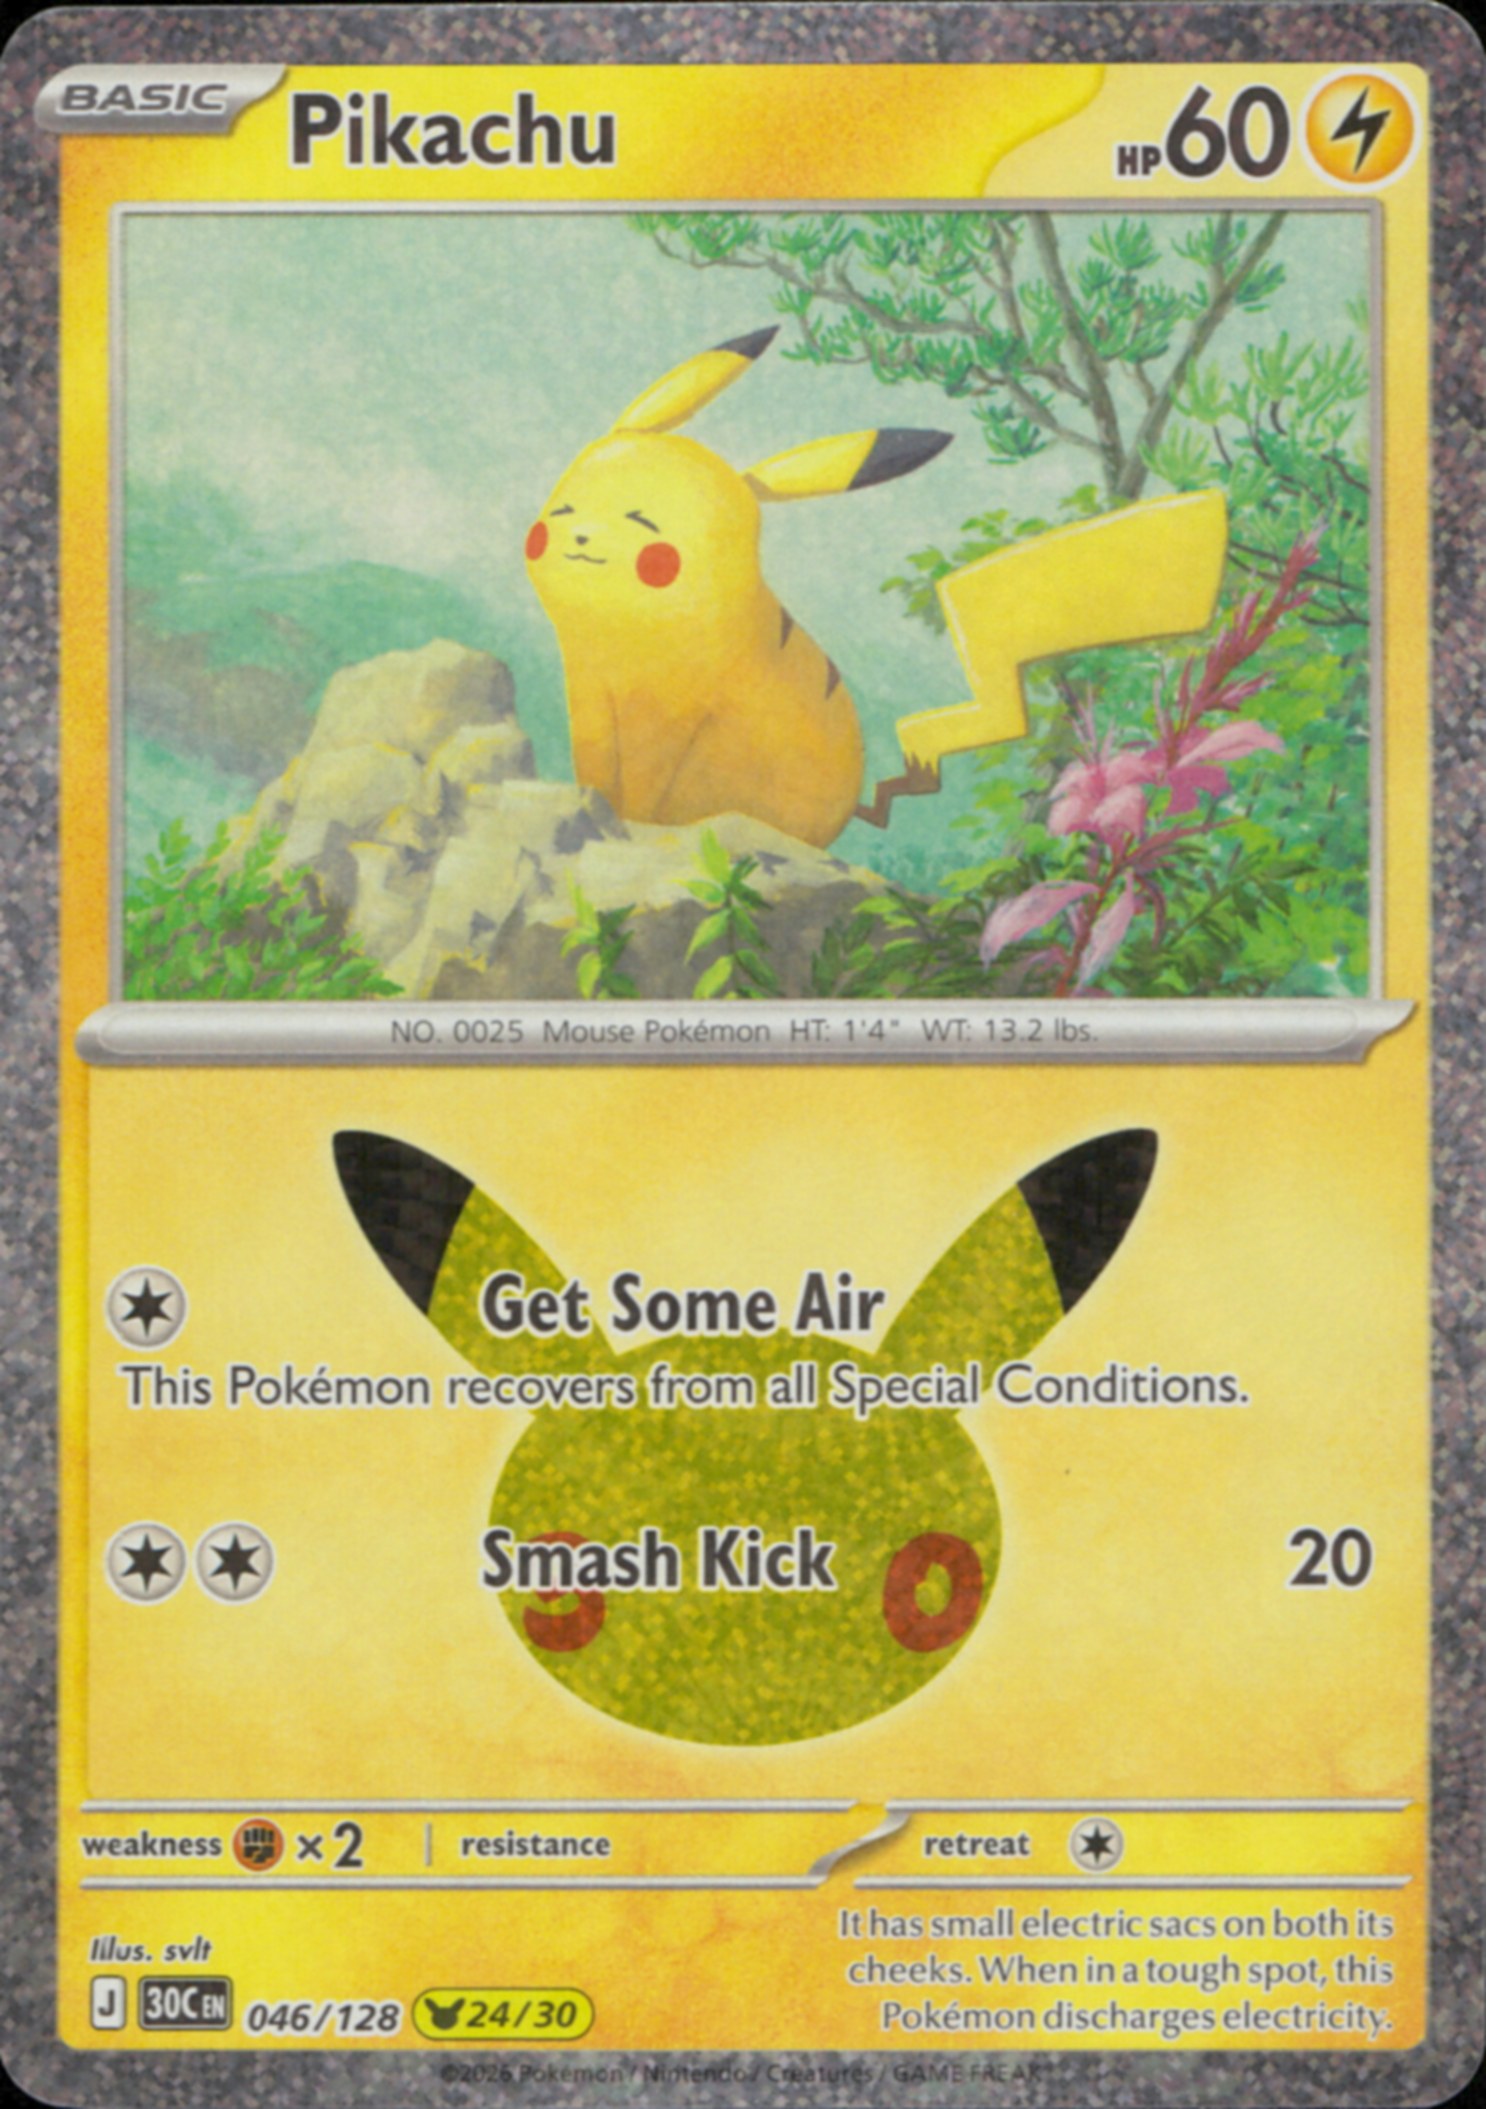 BASIC
Pikachu
HP 60
NO. 0025 Mouse Pokémon HT: 1'4" WT: 13.2 lbs.
Get Some Air
This Pokémon recovers from all Special Conditions.
Smash Kick 20
30
weakness ×2 resistance retreat
It has small electric sacs on both its
cheeks. When in a tough spot, this
Pokémon discharges electricity.
Illus. svlt
J 30C EN 046/128 24/30
©2026 Pokémon / Nintendo / Creatures / GAME FREAK